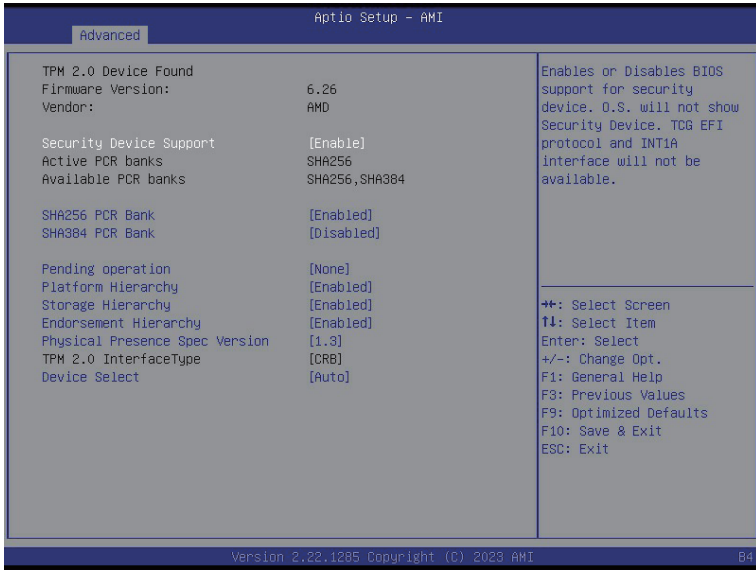 Aptio Setup - AMI
Advanced
TPM 2.0 Device Found
Firmware Version: 6.26
Vendor: AMD
Security Device Support [Enable]
Active PCR banks SHA256
Available PCR banks SHA256,SHA384
SHA256 PCR Bank [Enabled]
SHA384 PCR Bank [Disabled]
Pending operation [None]
Platform Hierarchy [Enabled]
Storage Hierarchy [Enabled]
Endorsement Hierarchy [Enabled]
Physical Presence Spec Version [1.3]
TPM 2.0 InterfaceType [CRB]
Device Select [Auto]
Enables or Disables BIOS
support for security
device. O.S. will not show
Security Device. TCG EFI
protocol and INT1A
interface will not be
available.
→←: Select Screen
↑↓: Select Item
Enter: Select
+/-: Change Opt.
F1: General Help
F3: Previous Values
F9: Optimized Defaults
F10: Save & Exit
ESC: Exit
Version 2.22.1285 Copyright (C) 2023 AMI
B4